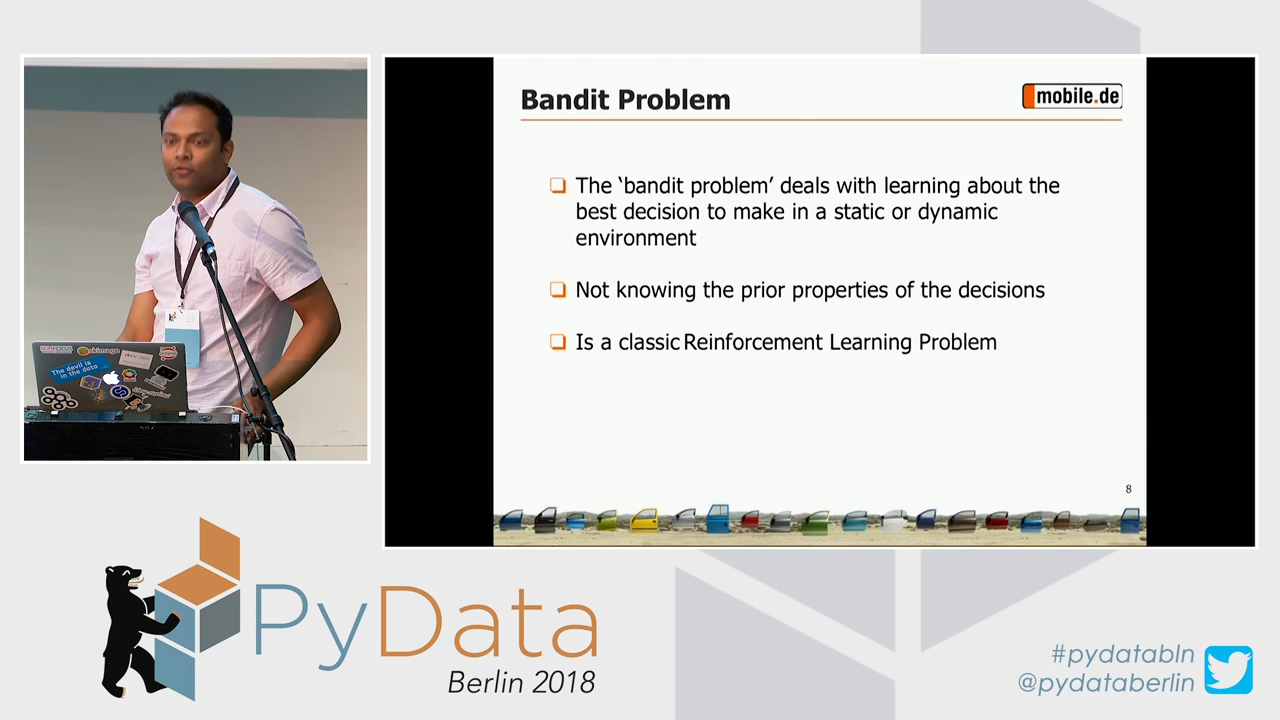 Bandit Problem
mobile.de
The ‘bandit problem’ deals with learning about the
best decision to make in a static or dynamic
environment
Not knowing the prior properties of the decisions
Is a classic Reinforcement Learning Problem
8
The devil is
in the data
PyData
Berlin 2018
#pydatabln
@pydataberlin